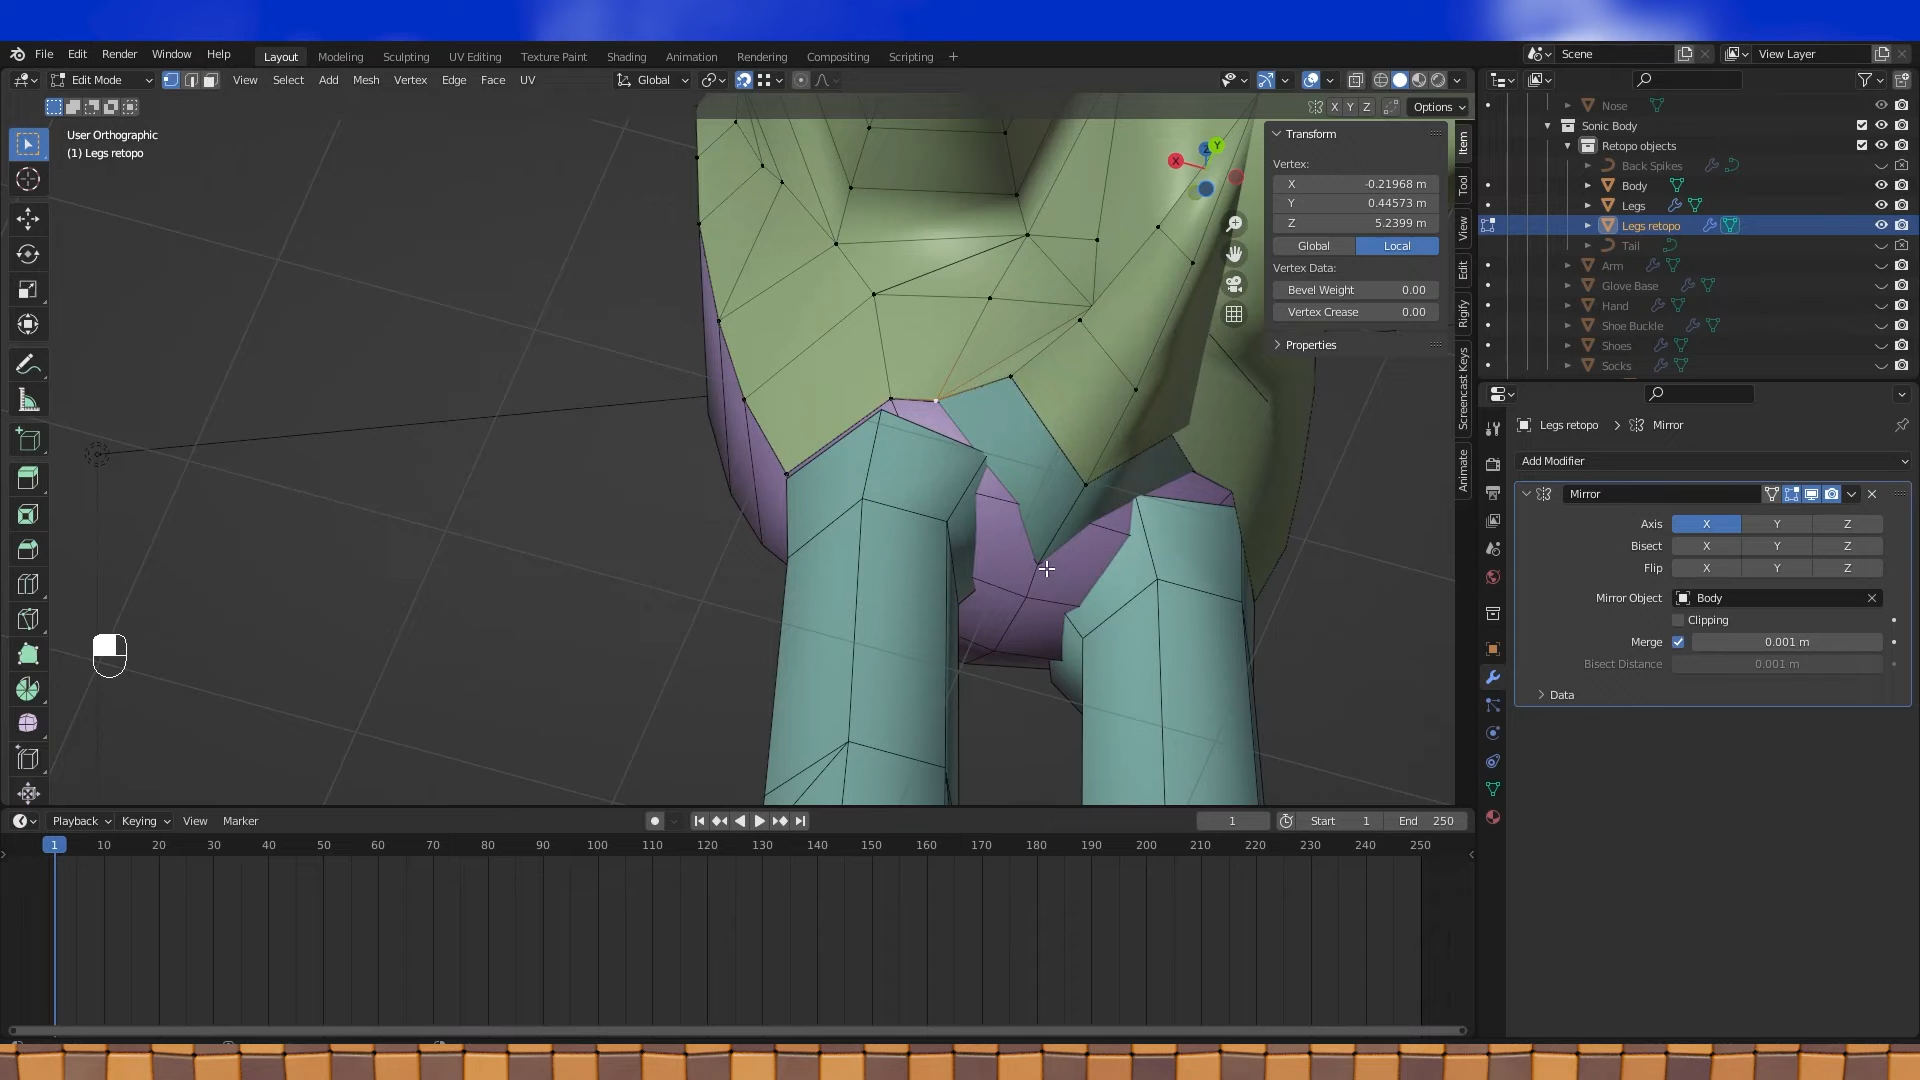 File Edit Render Window Help Layout Modeling Sculpting UV Editing Texture Paint Shading Animation Rendering Compositing Scripting + Scene View Layer
Edit Mode View Select Add Mesh Vertex Edge Face UV Global
X Y Z Options
User Orthographic
(1) Legs retopo
Transform
Vertex:
X -0.21968 m
Y 0.44573 m
Z 5.2399 m
Global Local
Vertex Data:
Bevel Weight 0.00
Vertex Crease 0.00
Properties
Item
Tool
View
Edit
Rigify
Screencast Keys
Animate
X
Y
Z
Nose
Sonic Body
Retopo objects
Back Spikes
Body
Legs
Legs retopo
Tail
Arm
Glove Base
Hand
Shoe Buckle
Shoes
Socks
Legs retopo > Mirror
Add Modifier
Mirror
Axis X Y Z
Bisect X Y Z
Flip X Y Z
Mirror Object Body
Clipping
Merge 0.001 m
Bisect Distance 0.001 m
Data
Playback Keying View Marker 1 Start 1 End 250
1 10 20 30 40 50 60 70 80 90 100 110 120 130 140 150 160 170 180 190 200 210 220 230 240 250